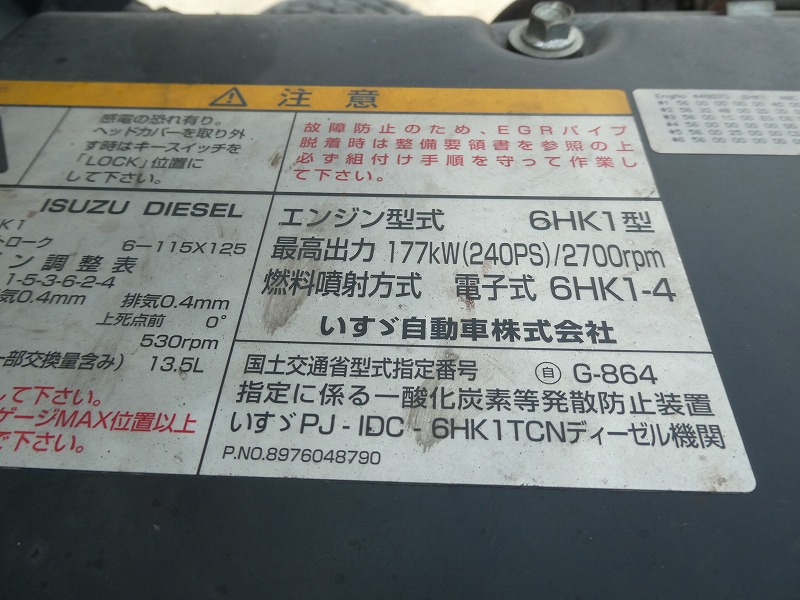 注意
感電の恐れ有り。
ヘッドカバーを取り外
す時はキースイッチを
「LOCK」位置に
して下さい。
故障防止のため、EGRパイプ
脱着時は整備要領書を参照の上
必ず組付け手順を守って作業し
て下さい。
ISUZU DIESEL
K1
トローク 6-115X125
ン調整表
1-5-3-6-2-4
気0.4mm 排気0.4mm
上死点前 0°
530rpm
部交換量含み) 13.5L
して下さい。
ゲージMAX位置以上
で下さい。
エンジン型式 6HK1型
最高出力 177kW(240PS)/2700rpm
燃料噴射方式 電子式 6HK1-4
いすゞ自動車株式会社
国土交通省型式指定番号 自 G-864
指定に係る一酸化炭素等発散防止装置
いすゞPJ-IDC-6HK1TCNディーゼル機関
P.NO.8976048790